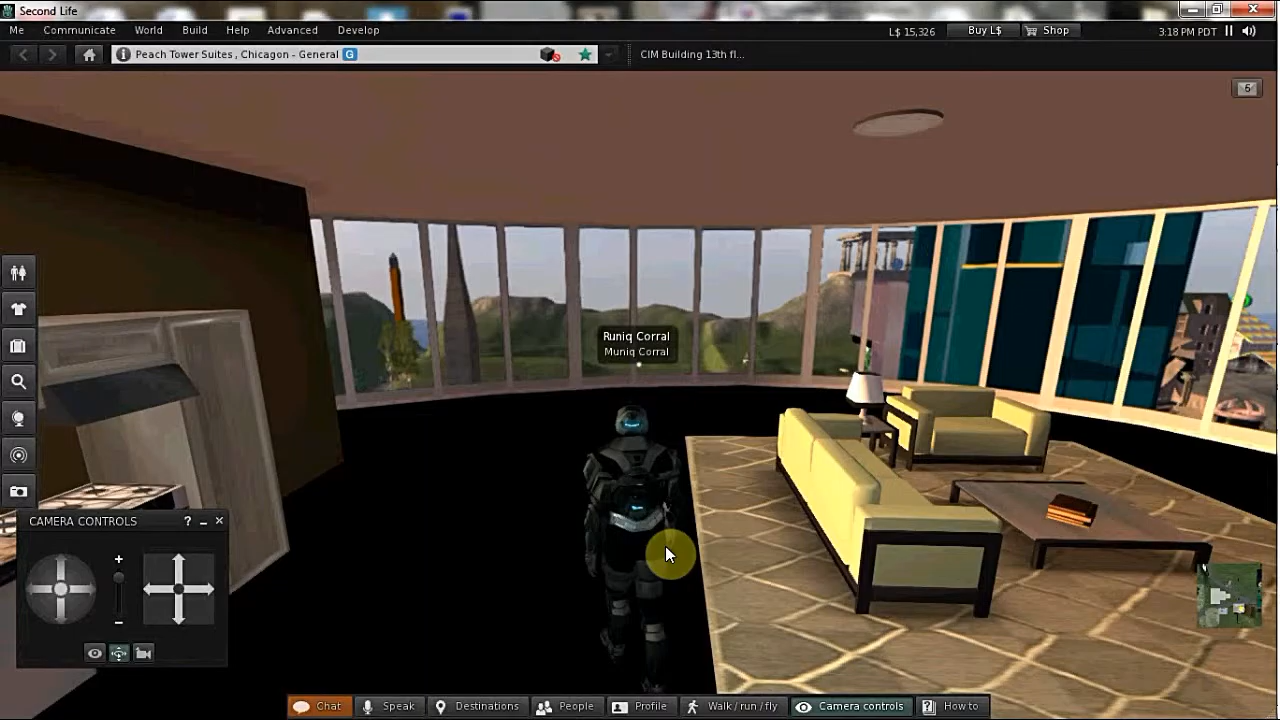 Second Life
Me Communicate World Build Help Advanced Develop L$ 15,326 Buy L$ Shop 3:18 PM PDT
Peach Tower Suites , Chicagon - General G CIM Building 13th fl...
6
Runiq Corral
Muniq Corral
CAMERA CONTROLS ?
Chat Speak Destinations People Profile Walk / run / fly Camera controls How to